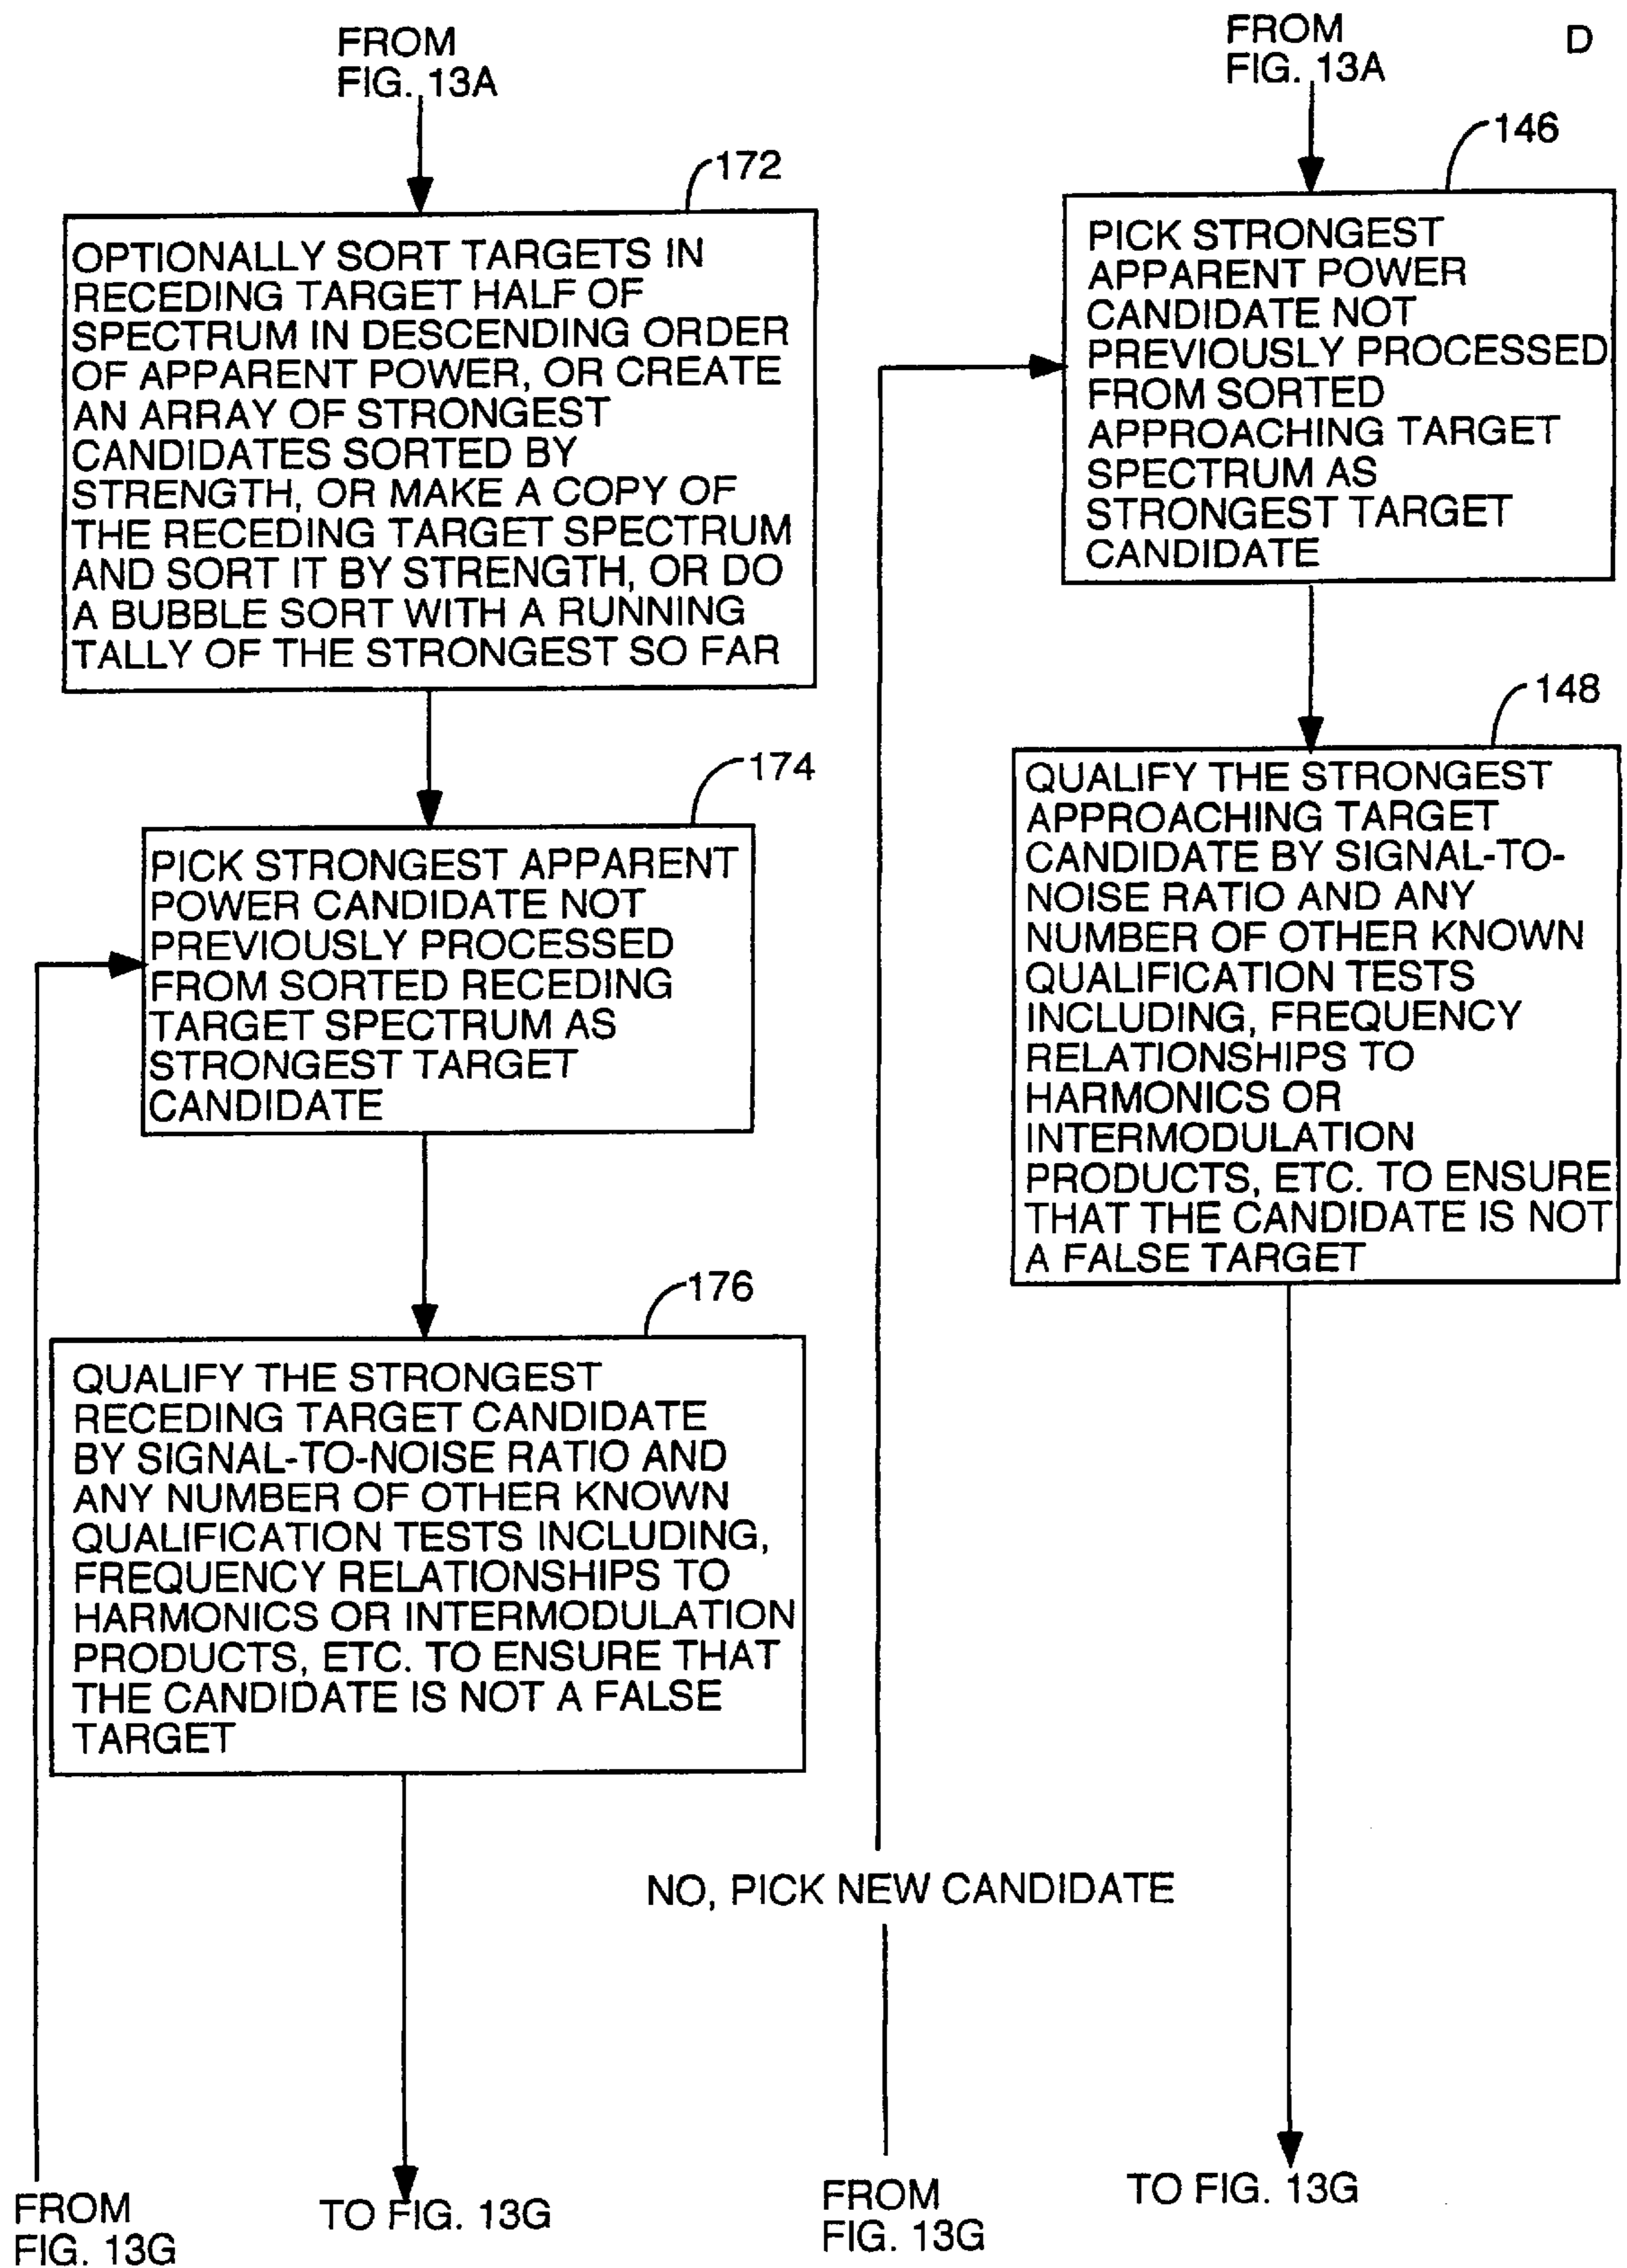 FROM
FIG. 13A
172
OPTIONALLY SORT TARGETS IN
RECEDING TARGET HALF OF
SPECTRUM IN DESCENDING ORDER
OF APPARENT POWER, OR CREATE
AN ARRAY OF STRONGEST
CANDIDATES SORTED BY
STRENGTH, OR MAKE A COPY OF
THE RECEDING TARGET SPECTRUM
AND SORT IT BY STRENGTH, OR DO
A BUBBLE SORT WITH A RUNNING
TALLY OF THE STRONGEST SO FAR
174
PICK STRONGEST APPARENT
POWER CANDIDATE NOT
PREVIOUSLY PROCESSED
FROM SORTED RECEDING
TARGET SPECTRUM AS
STRONGEST TARGET
CANDIDATE
176
QUALIFY THE STRONGEST
RECEDING TARGET CANDIDATE
BY SIGNAL-TO-NOISE RATIO AND
ANY NUMBER OF OTHER KNOWN
QUALIFICATION TESTS INCLUDING,
FREQUENCY RELATIONSHIPS TO
HARMONICS OR INTERMODULATION
PRODUCTS, ETC. TO ENSURE THAT
THE CANDIDATE IS NOT A FALSE
TARGET
FROM
FIG. 13G
TO FIG. 13G
FROM
FIG. 13A
D
146
PICK STRONGEST
APPARENT POWER
CANDIDATE NOT
PREVIOUSLY PROCESSED
FROM SORTED
APPROACHING TARGET
SPECTRUM AS
STRONGEST TARGET
CANDIDATE
148
QUALIFY THE STRONGEST
APPROACHING TARGET
CANDIDATE BY SIGNAL-TO-
NOISE RATIO AND ANY
NUMBER OF OTHER KNOWN
QUALIFICATION TESTS
INCLUDING, FREQUENCY
RELATIONSHIPS TO
HARMONICS OR
INTERMODULATION
PRODUCTS, ETC. TO ENSURE
THAT THE CANDIDATE IS NOT
A FALSE TARGET
NO, PICK NEW CANDIDATE
FROM
FIG. 13G
TO FIG. 13G